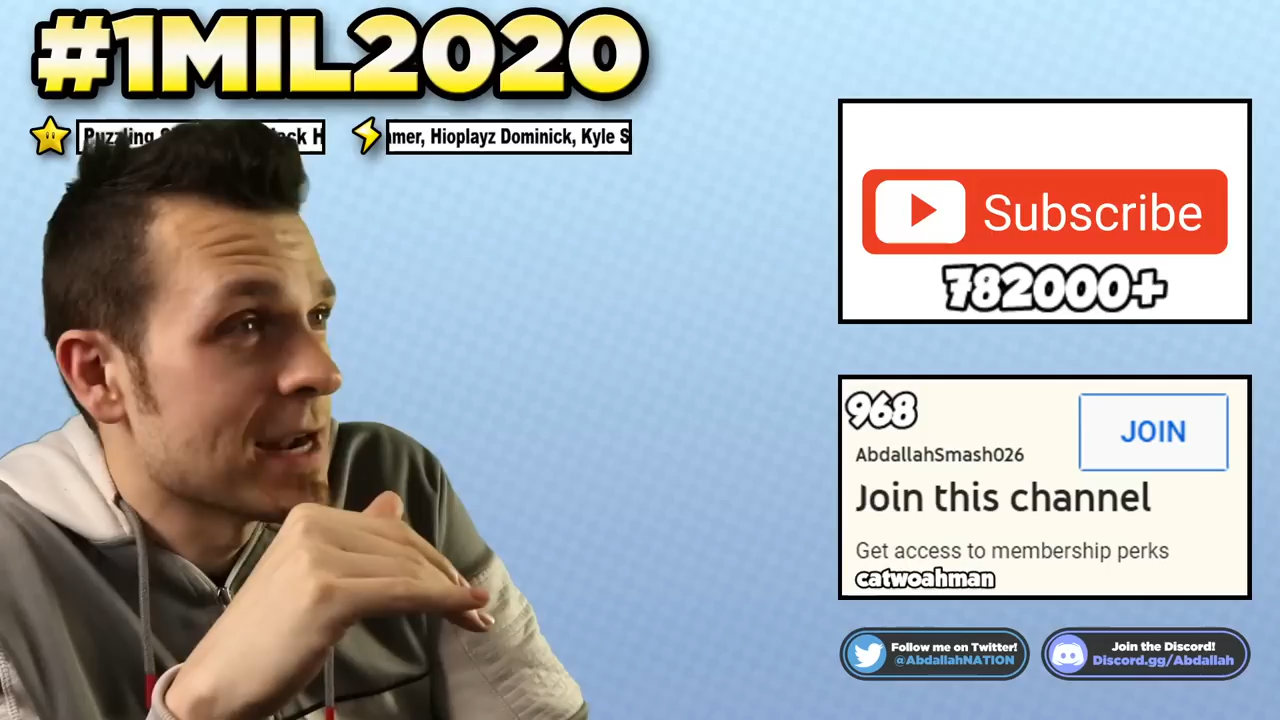 #1MIL2020
Puzzling
ack H
mer, Hioplayz Dominick, Kyle S
Subscribe
782000+
968
JOIN
AbdallahSmash026
Join this channel
Get access to membership perks
catwoahman
Follow me on Twitter!
@AbdallahNATION
Join the Discord!
Discord.gg/Abdallah